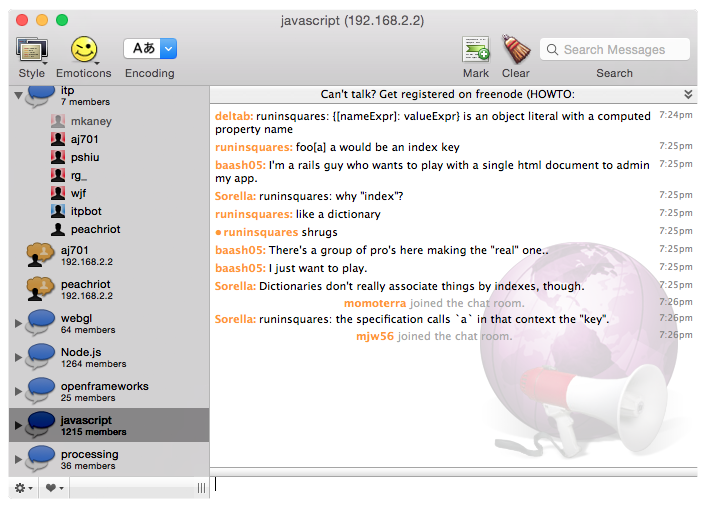 javascript (192.168.2.2)
Aあ
Search Messages
Style
Emoticons
Encoding
Mark
Clear
Search
itp
7 members
mkaney
aj701
pshiu
rg_
wjf
itpbot
peachriot
aj701
192.168.2.2
peachriot
192.168.2.2
webgl
64 members
Node.js
1264 members
openframeworks
25 members
javascript
1215 members
processing
36 members
Can't talk? Get registered on freenode (HOWTO:
deltab: runinsquares: {[nameExpr]: valueExpr} is an object literal with a computed 7:24pm
property name
runinsquares: foo[a] a would be an index key 7:25pm
baash05: I'm a rails guy who wants to play with a single html document to admin 7:25pm
my app.
Sorella: why "index"? 7:25pm
runinsquares: like a dictionary 7:25pm
• runinsquares shrugs 7:25pm
baash05: There's a group of pro's here making the "real" one.. 7:25pm
baash05: I just want to play. 7:25pm
Sorella: Dictionaries don't really associate things by indexes, though. 7:25pm
momoterra joined the chat room. 7:26pm
Sorella: runinsquares: the specification calls `a` in that context the "key". 7:26pm
mjw56 joined the chat room. 7:26pm